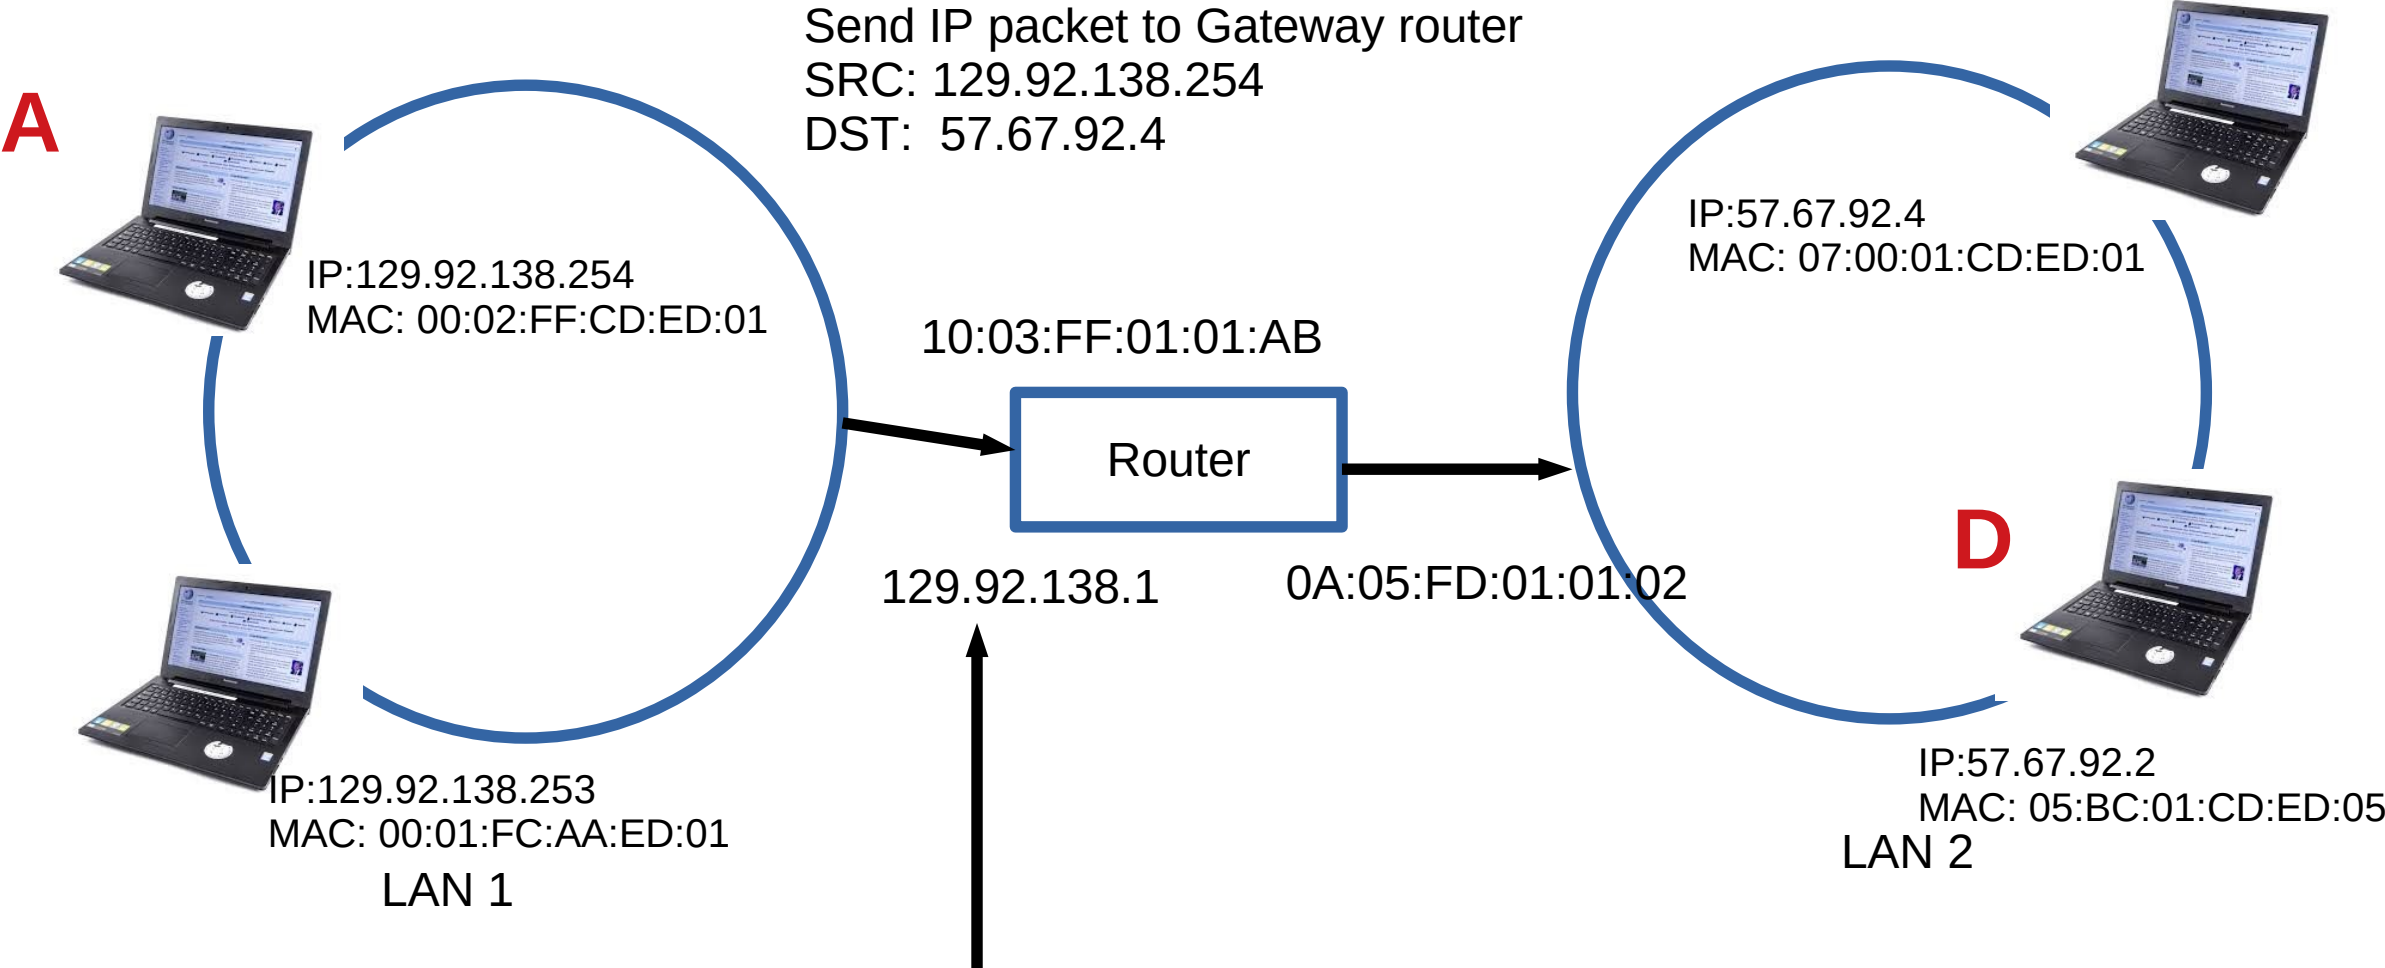 Send IP packet to Gateway router
SRC: 129.92.138.254
DST:  57.67.92.4
A
IP:57.67.92.4
MAC: 07:00:01:CD:ED:01
IP:129.92.138.254
MAC: 00:02:FF:CD:ED:01
10:03:FF:01:01:AB
Router
D
129.92.138.1
0A:05:FD:01:01:02
IP:57.67.92.2
MAC: 05:BC:01:CD:ED:05
LAN 2
IP:129.92.138.253
MAC: 00:01:FC:AA:ED:01
LAN 1